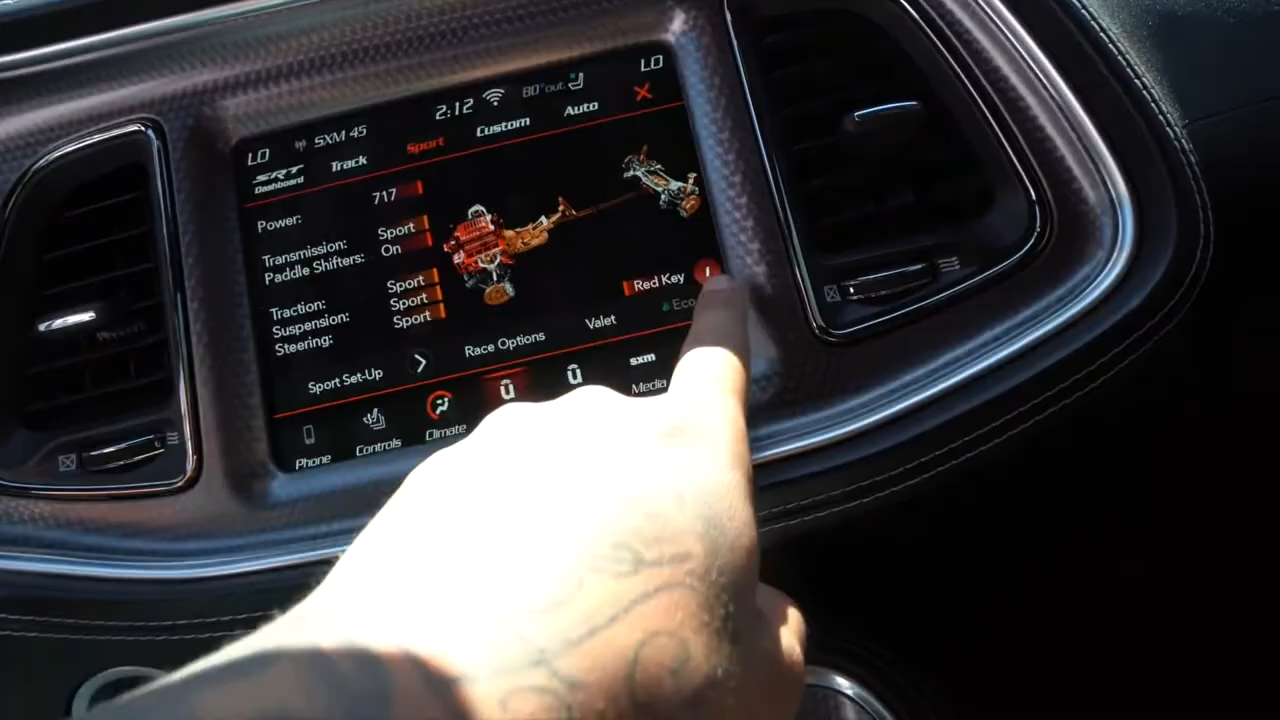 LO SXM 45 2:12 80°out. LO
SRT Dashboard Track Sport Custom Auto
Power: 717
Transmission: Sport
Paddle Shifters: On
Traction: Sport
Suspension: Sport
Steering: Sport
Red Key
Eco
Sport Set-Up Race Options Valet
Phone Controls Climate sxm Media